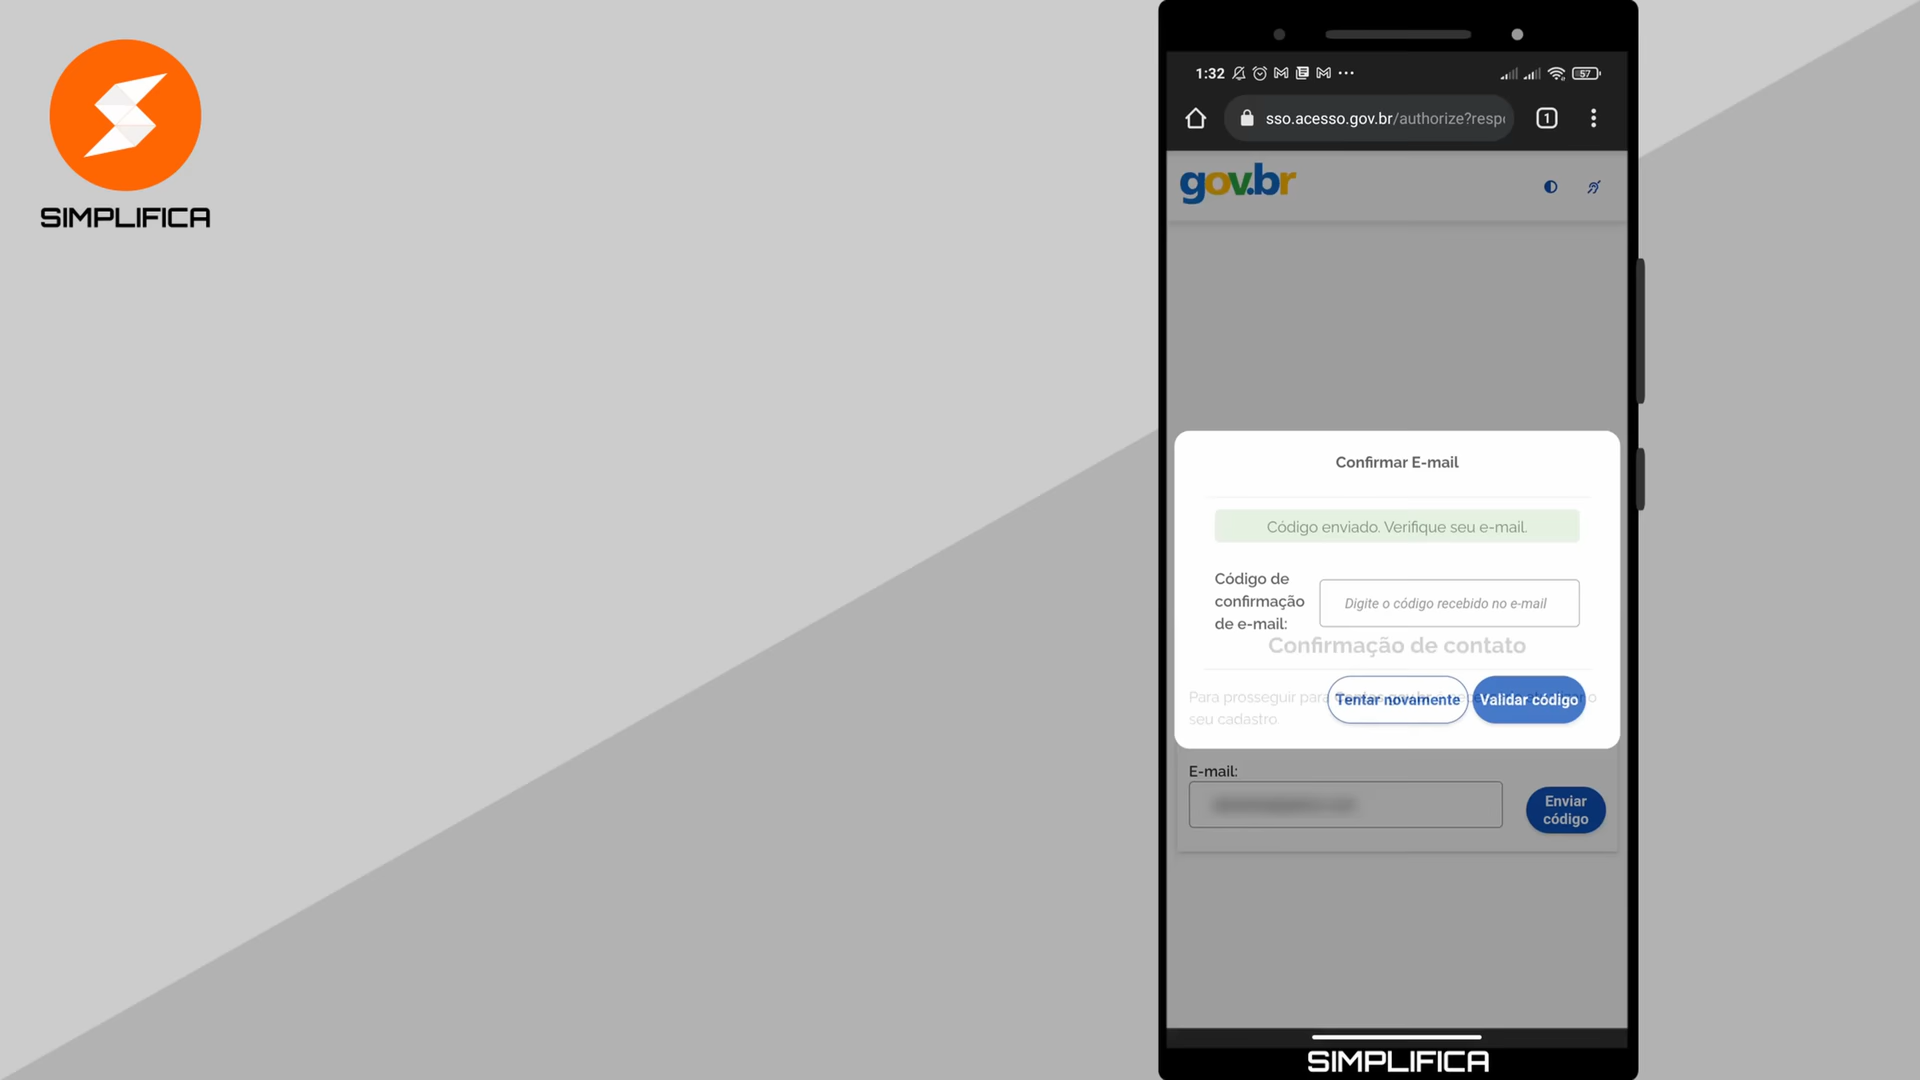 SIMPLIFICA
1:32
57
sso.acesso.gov.br/authorize?resp
1
gov.br
Confirmar E-mail
Código enviado. Verifique seu e-mail.
Código de
confirmação
de e-mail:
Digite o código recebido no e-mail
Confirmação de contato
Para prosseguir para
seu cadastro
Tentar novamente
Validar código
E-mail:
Enviar
código
SIMPLIFICA